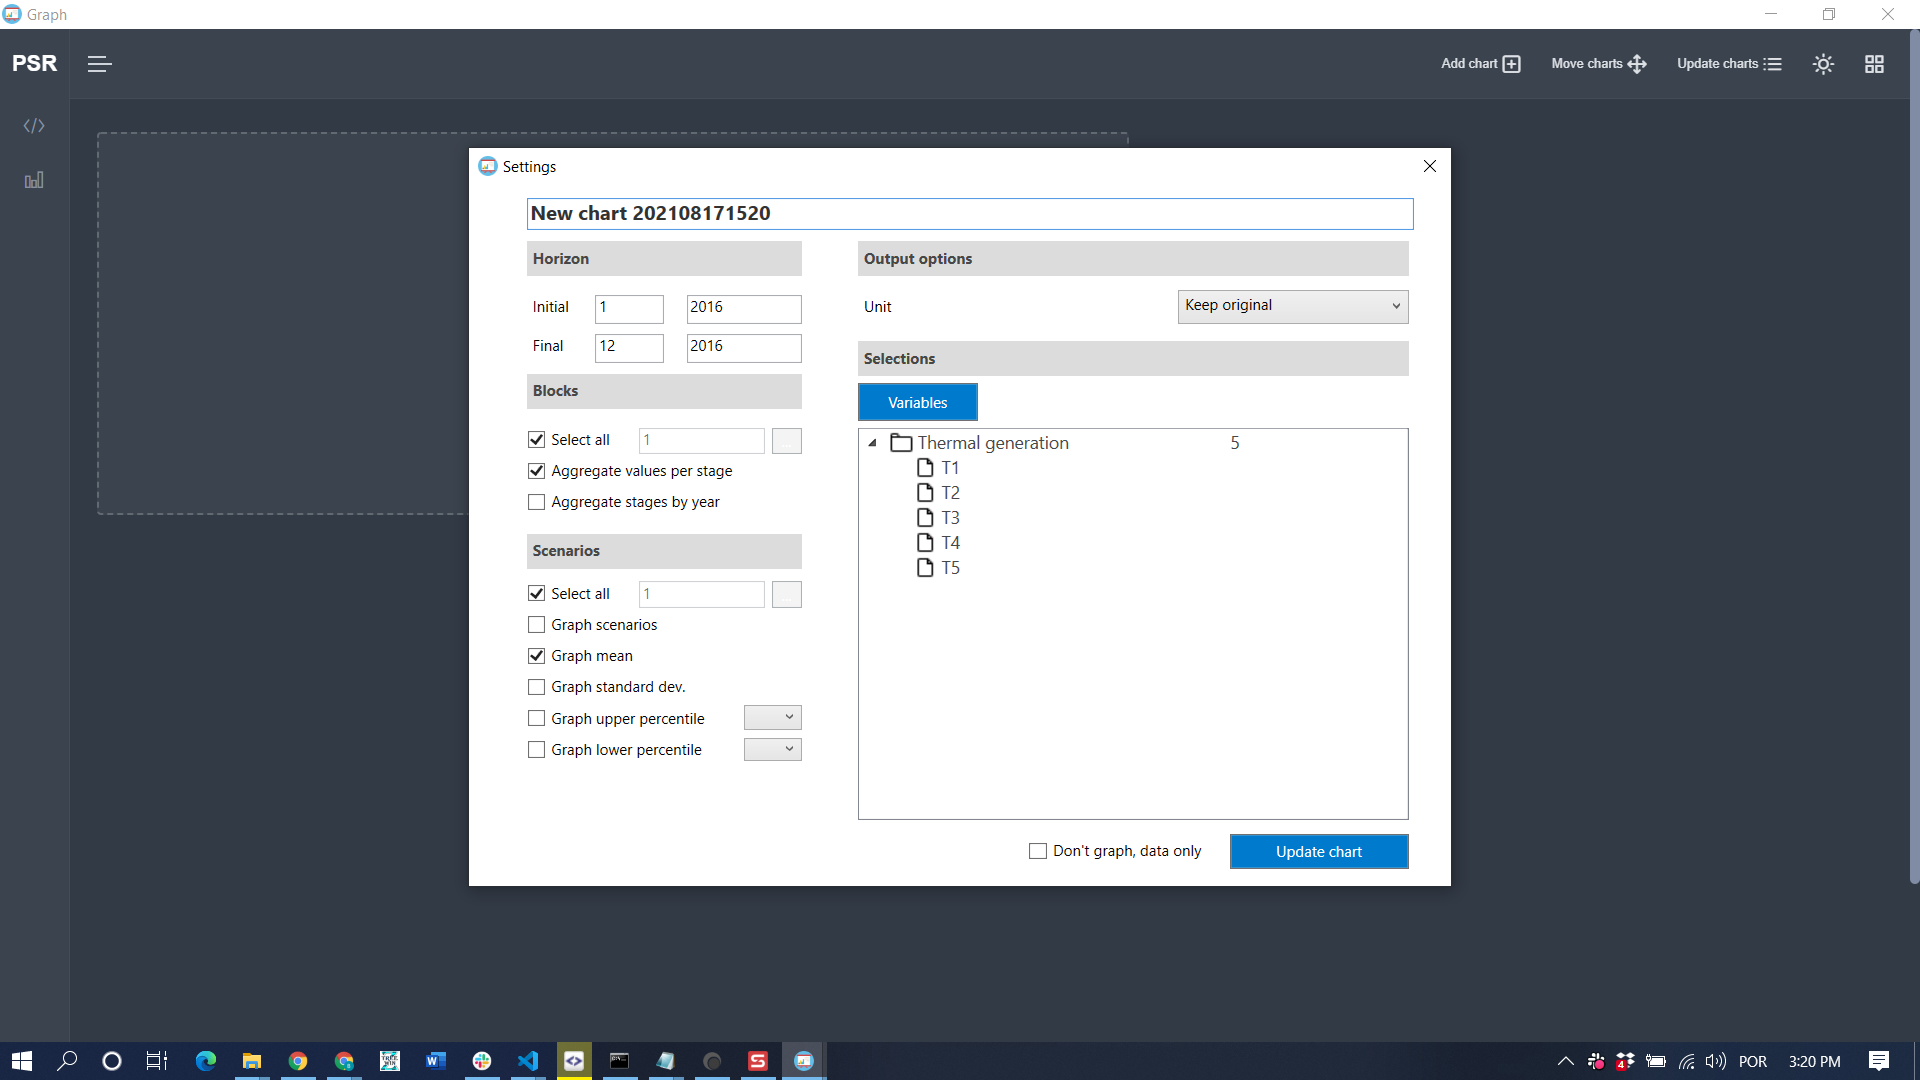 Graph
PSR
Add chart
Move charts
Update charts
Settings
New chart 202108171520
Horizon
Initial 1 2016
Final 12 2016
Blocks
Select all 1 ...
Aggregate values per stage
Aggregate stages by year
Scenarios
Select all 1 ...
Graph scenarios
Graph mean
Graph standard dev.
Graph upper percentile
Graph lower percentile
Output options
Unit Keep original
Selections
Variables
Thermal generation 5
T1
T2
T3
T4
T5
Don't graph, data only
Update chart
POR
3:20 PM